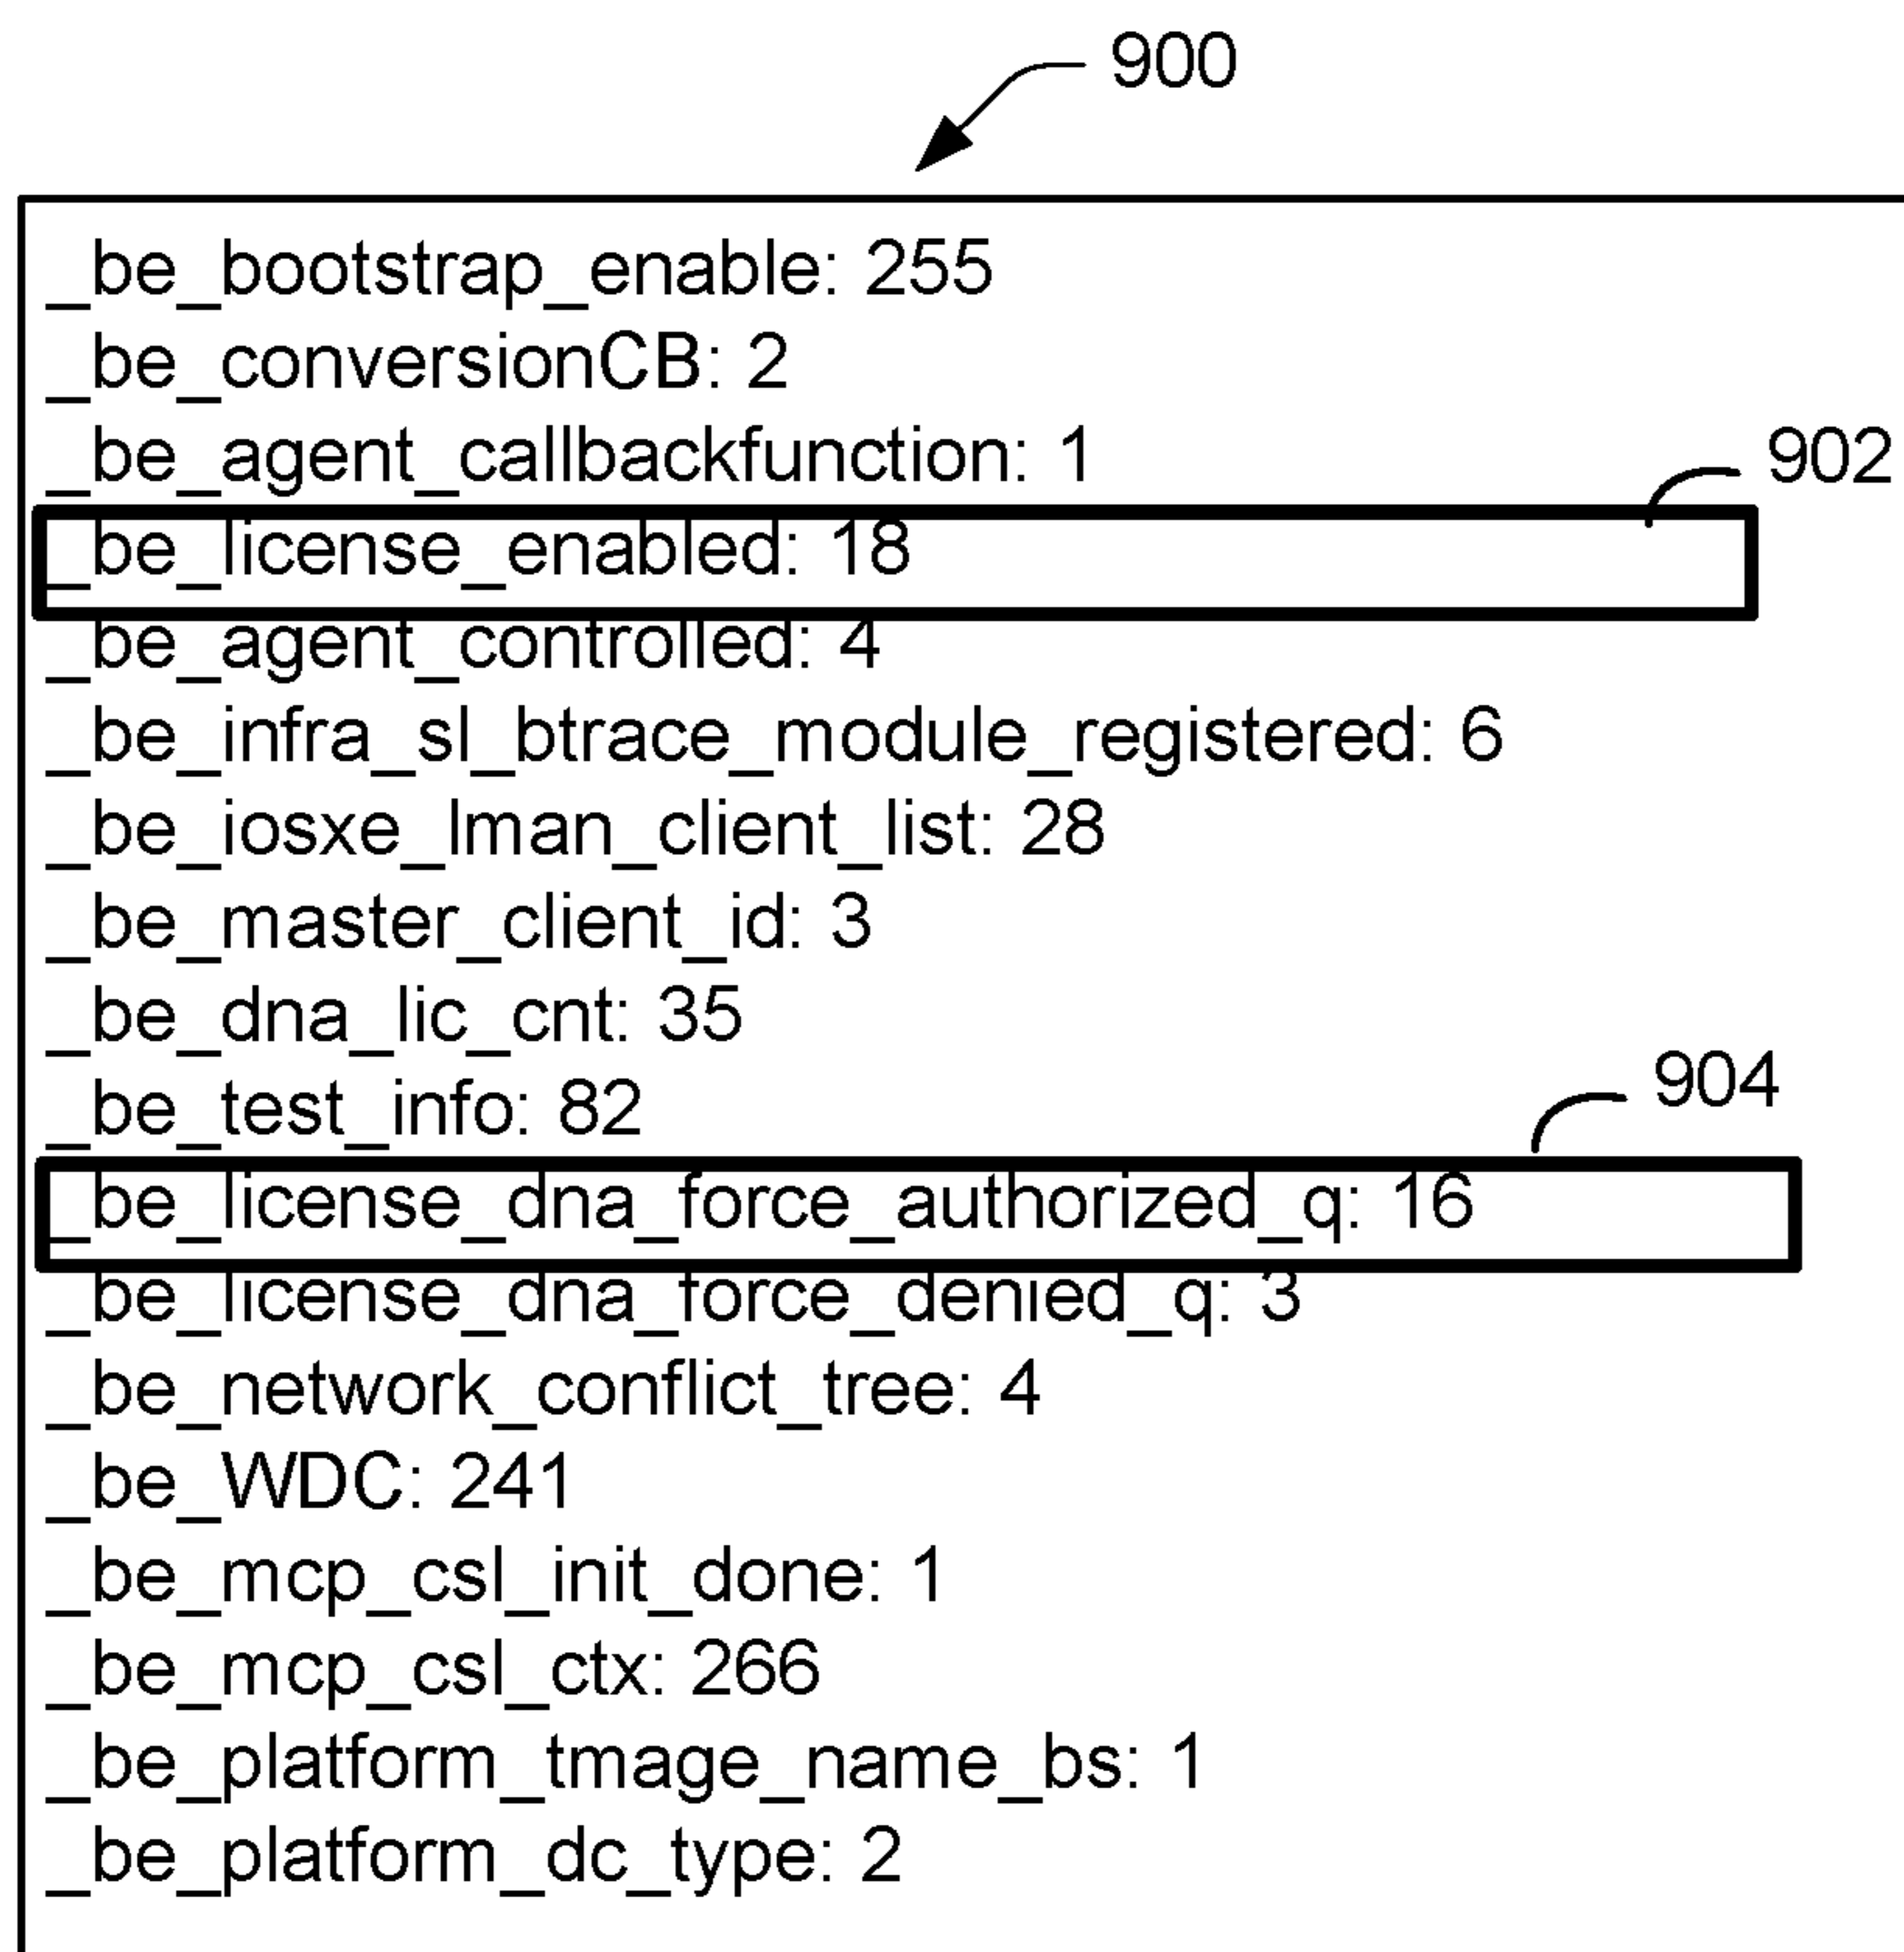 900
_be_bootstrap_enable: 255
_be_conversionCB: 2
_be_agent_callbackfunction: 1
902
_be_license_enabled: 18
_be_agent_controlled: 4
_be_infra_sl_btrace_module_registered: 6
_be_iosxe_lman_client_list: 28
_be_master_client_id: 3
_be_dna_lic_cnt: 35
904
_be_test_info: 82
_be_license_dna_force_authorized_q: 16
_be_license_dna_force_denied_q: 3
_be_network_conflict_tree: 4
_be_WDC: 241
_be_mcp_csl_init_done: 1
_be_mcp_csl_ctx: 266
_be_platform_tmage_name_bs: 1
_be_platform_dc_type: 2